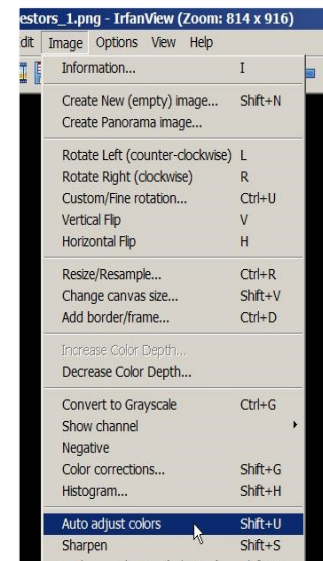 estors_1.png - IrfanView (Zoom: 814 x 916)
dit Image Options View Help
Information... I
Create New (empty) image... Shift+N
Create Panorama image...
Rotate Left (counter-clockwise) L
Rotate Right (clockwise) R
Custom/Fine rotation... Ctrl+U
Vertical Flip V
Horizontal Flip H
Resize/Resample... Ctrl+R
Change canvas size... Shift+V
Add border/frame... Ctrl+D
Increase Color Depth...
Decrease Color Depth...
Convert to Grayscale Ctrl+G
Show channel
Negative
Color corrections... Shift+G
Histogram... Shift+H
Auto adjust colors Shift+U
Sharpen Shift+S